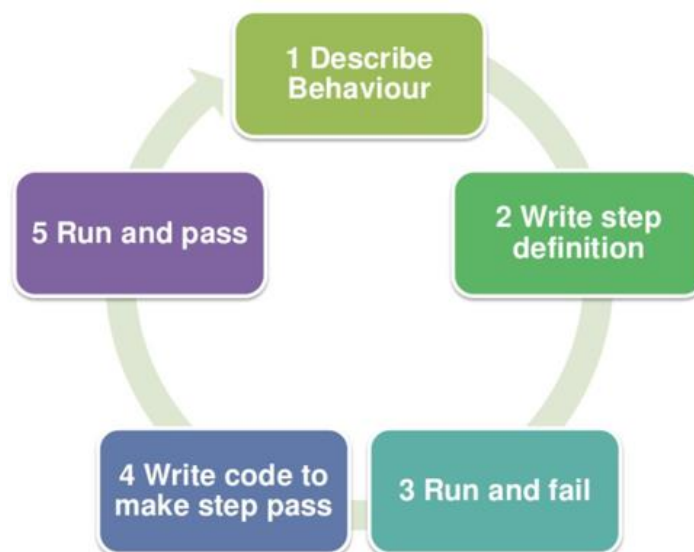 1 Describe
Behaviour
2 Write step
definition
3 Run and fail
4 Write code to
make step pass
5 Run and pass